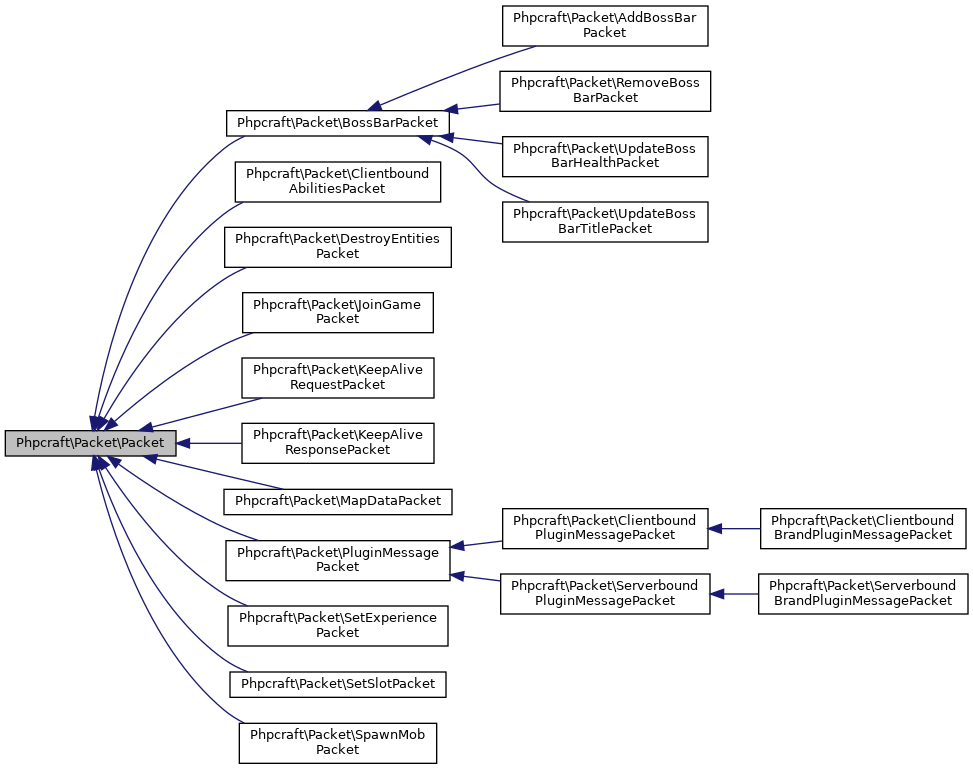 Phpcraft\Packet\AddBossBar
Packet
Phpcraft\Packet\RemoveBoss
BarPacket
Phpcraft\Packet\BossBarPacket
Phpcraft\Packet\UpdateBoss
BarHealthPacket
Phpcraft\Packet\Clientbound
AbilitiesPacket
Phpcraft\Packet\UpdateBoss
BarTitlePacket
Phpcraft\Packet\DestroyEntities
Packet
Phpcraft\Packet\JoinGame
Packet
Phpcraft\Packet\KeepAlive
RequestPacket
Phpcraft\Packet\Packet
Phpcraft\Packet\KeepAlive
ResponsePacket
Phpcraft\Packet\MapDataPacket
Phpcraft\Packet\PluginMessage
Packet
Phpcraft\Packet\Clientbound
PluginMessagePacket
Phpcraft\Packet\Clientbound
BrandPluginMessagePacket
Phpcraft\Packet\Serverbound
PluginMessagePacket
Phpcraft\Packet\Serverbound
BrandPluginMessagePacket
Phpcraft\Packet\SetExperience
Packet
Phpcraft\Packet\SetSlotPacket
Phpcraft\Packet\SpawnMob
Packet